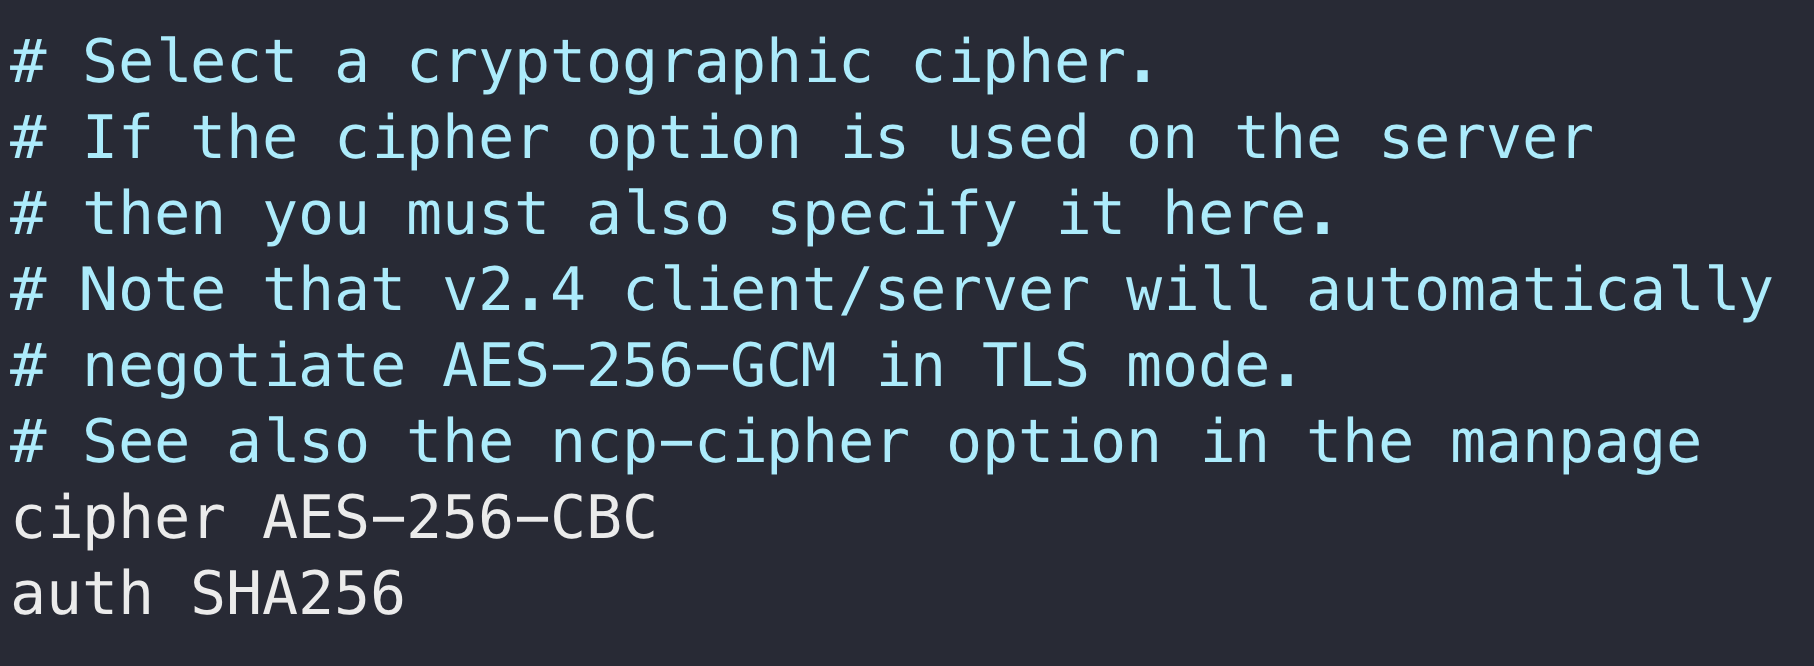 # Select a cryptographic cipher.
# If the cipher option is used on the server
# then you must also specify it here.
# Note that v2.4 client/server will automatically
# negotiate AES-256-GCM in TLS mode.
# See also the ncp-cipher option in the manpage
cipher AES-256-CBC
auth SHA256